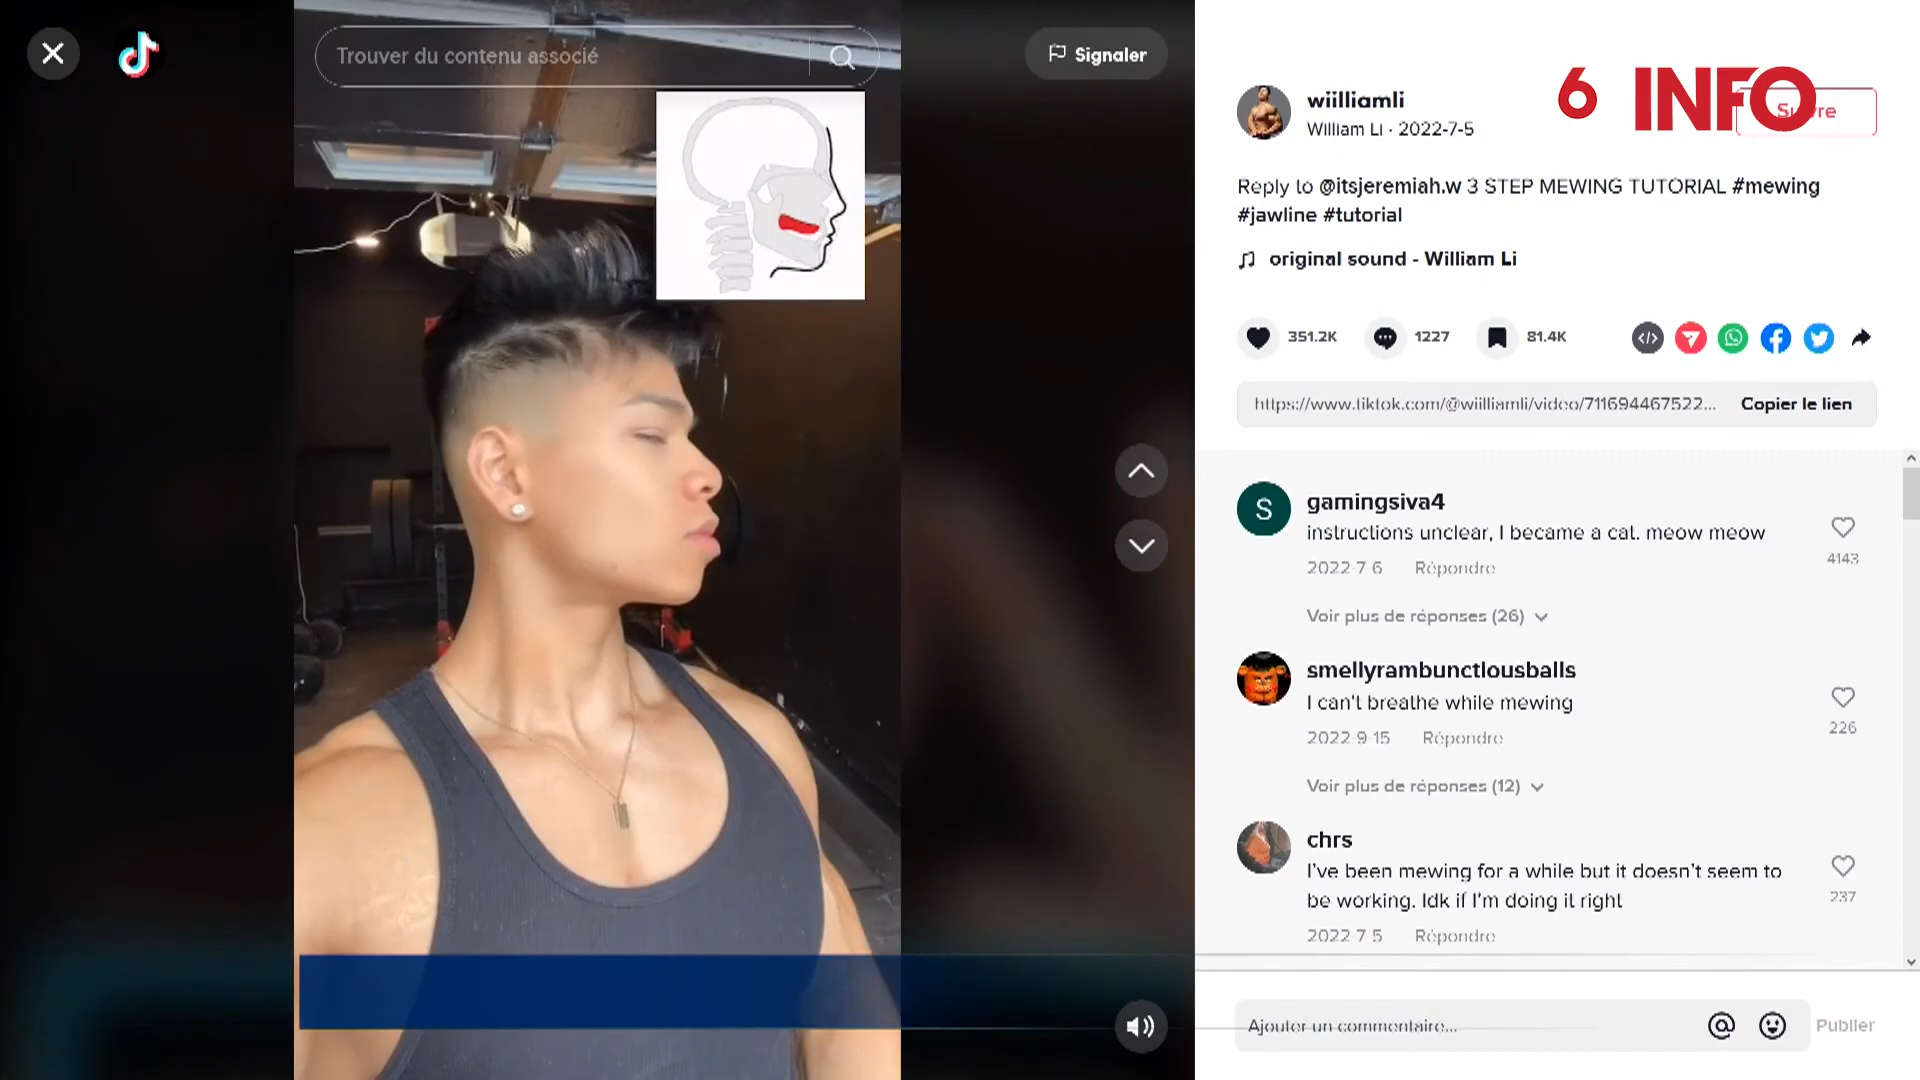 Trouver du contenu associé
Signaler
6 INFO
wiilliamli
William Li · 2022-7-5
Reply to @itsjeremiah.w 3 STEP MEWING TUTORIAL #mewing
#jawline #tutorial
original sound - William Li
351.2K
1227
81.4K
https://www.tiktok.com/@wiilliamli/video/711694467522...
Copier le lien
S
gamingsiva4
instructions unclear, I became a cat. meow meow
2022-7-6 Répondre
4143
Voir plus de réponses (26)
smellyrambunctiousballs
I can't breathe while mewing
2022-9-15 Répondre
226
Voir plus de réponses (12)
chrs
I've been mewing for a while but it doesn't seem to
be working. Idk if I'm doing it right
2022-7-5 Répondre
237
Ajouter un commentaire...
Publier